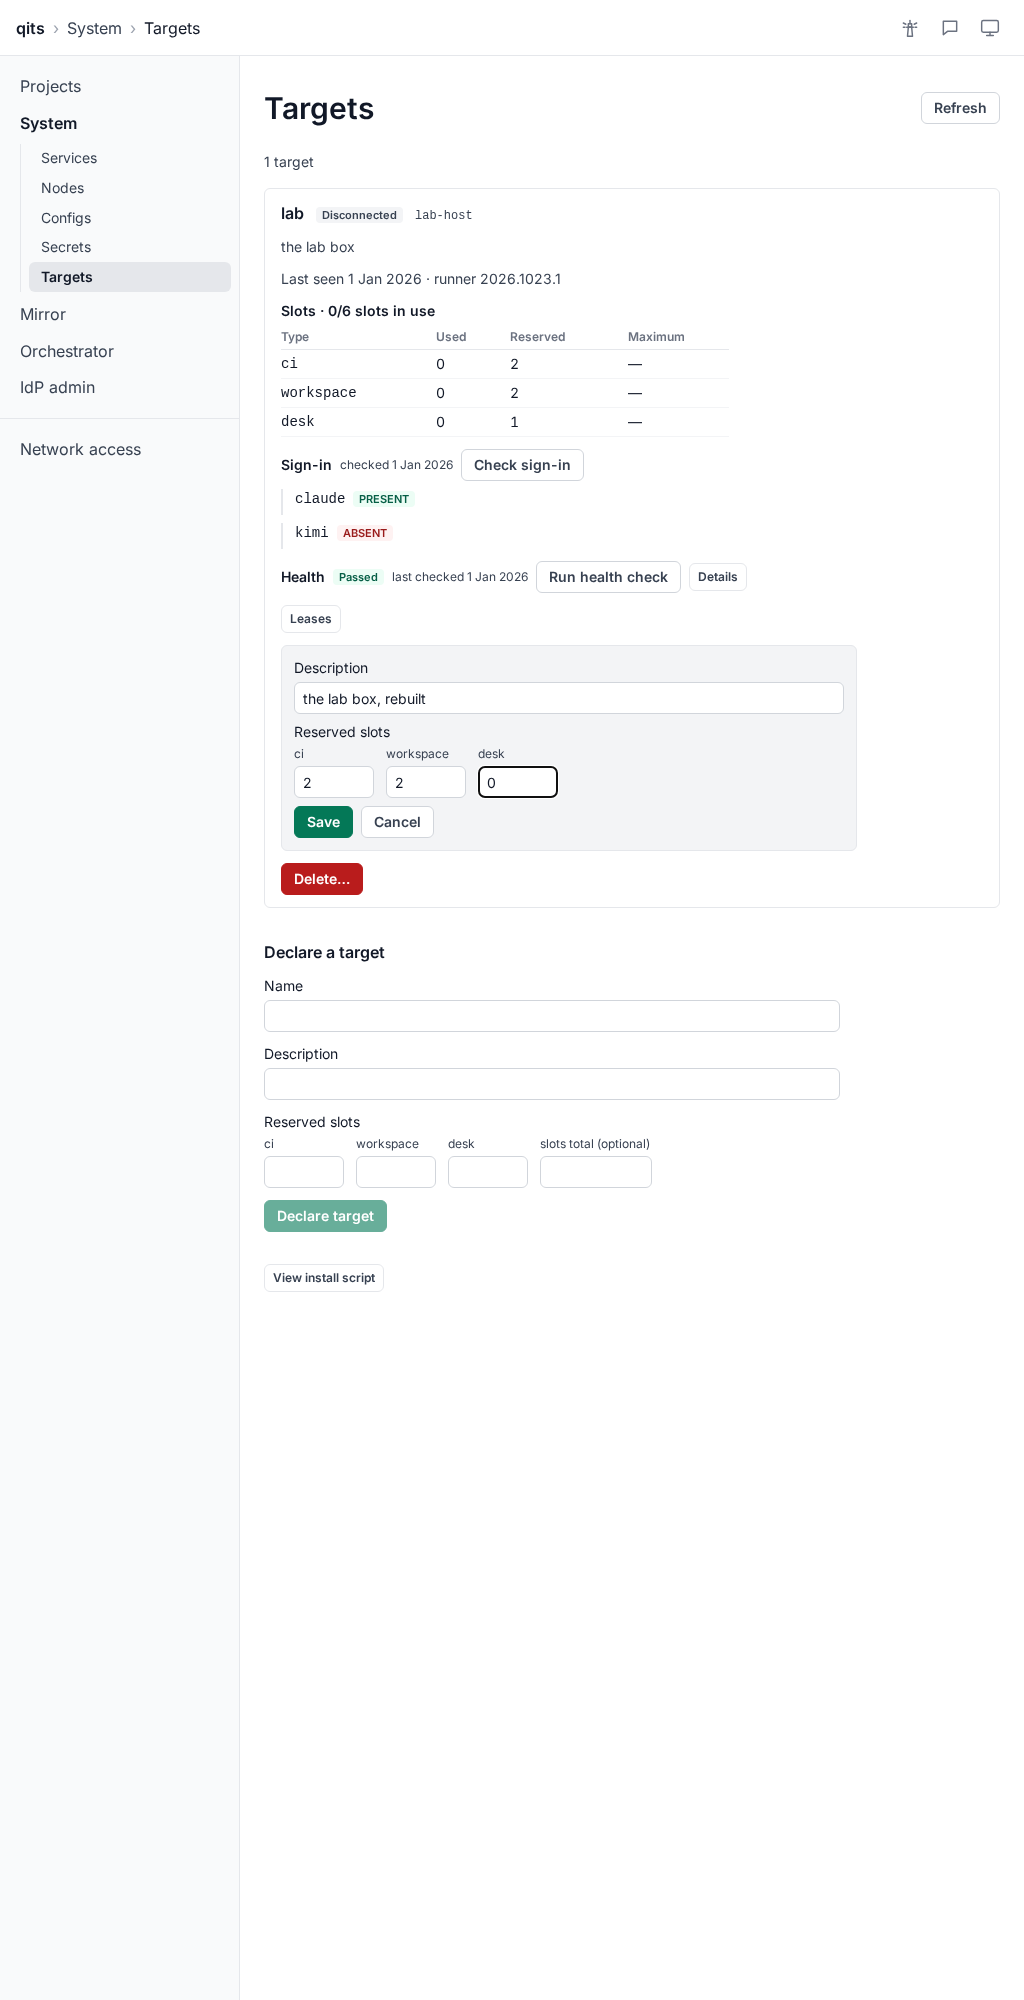 qits › System › Targets
Projects
System
Services
Nodes
Configs
Secrets
Targets
Mirror
Orchestrator
IdP admin
Network access
Targets
Refresh
1 target
lab Disconnected lab-host
the lab box
Last seen 1 Jan 2026 · runner 2026.1023.1
Slots · 0/6 slots in use
Type Used Reserved Maximum
ci 0 2 —
workspace 0 2 —
desk 0 1 —
Sign-in checked 1 Jan 2026 Check sign-in
claude PRESENT
kimi ABSENT
Health Passed last checked 1 Jan 2026 Run health check Details
Leases
Description
the lab box, rebuilt
Reserved slots
ci workspace desk
2 2 0
Save Cancel
Delete...
Declare a target
Name
Description
Reserved slots
ci workspace desk slots total (optional)
Declare target
View install script